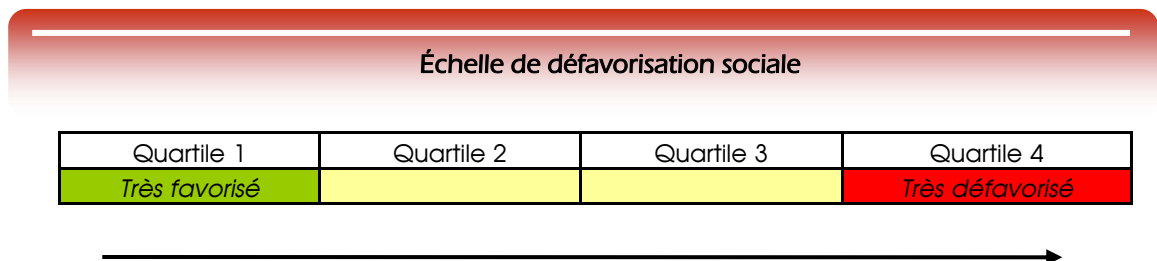 Échelle de défavorisation sociale
Quartile 1 Quartile 2 Quartile 3 Quartile 4
Très favorisé Très défavorisé